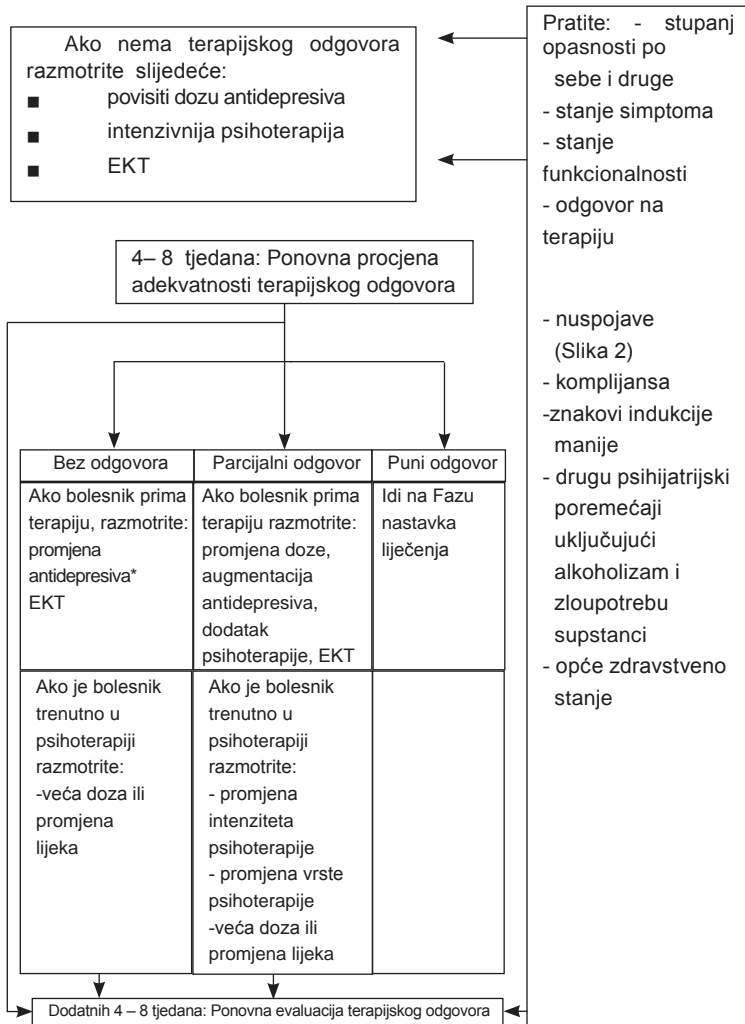 Ako nema terapijskog odgovora
razmotrite slijedeće:
■ povisiti dozu antidepresiva
■ intenzivnija psihoterapija
■ EKT
Pratite: - stupanj
opasnosti po
sebe i druge
- stanje simptoma
- stanje
funkcionalnosti
- odgovor na
terapiju
- nuspojave
(Slika 2)
- komplijansa
-znakovi indukcije
manije
- drugu psihijatrijski
poremećaji
uključujući
alkoholizam i
zloupotrebu
supstanci
- opće zdravstveno
stanje
4– 8 tjedana: Ponovna procjena
adekvatnosti terapijskog odgovora
Bez odgovora
Parcijalni odgovor
Puni odgovor
Ako bolesnik prima
terapiju, razmotrite:
promjena
antidepresiva*
EKT
Ako bolesnik prima
terapiju razmotrite:
promjena doze,
augmentacija
antidepresiva,
dodatak
psihoterapije, EKT
Idi na Fazu
nastavka
liječenja
Ako je bolesnik
trenutno u
psihoterapiji
razmotrite:
-veća doza ili
promjena
lijeka
Ako je bolesnik
trenutno u
psihoterapiji
razmotrite:
- promjena
intenziteta
psihoterapije
- promjena vrste
psihoterapije
-veća doza ili
promjena lijeka
Dodatnih 4 – 8 tjedana: Ponovna evaluacija terapijskog odgovora